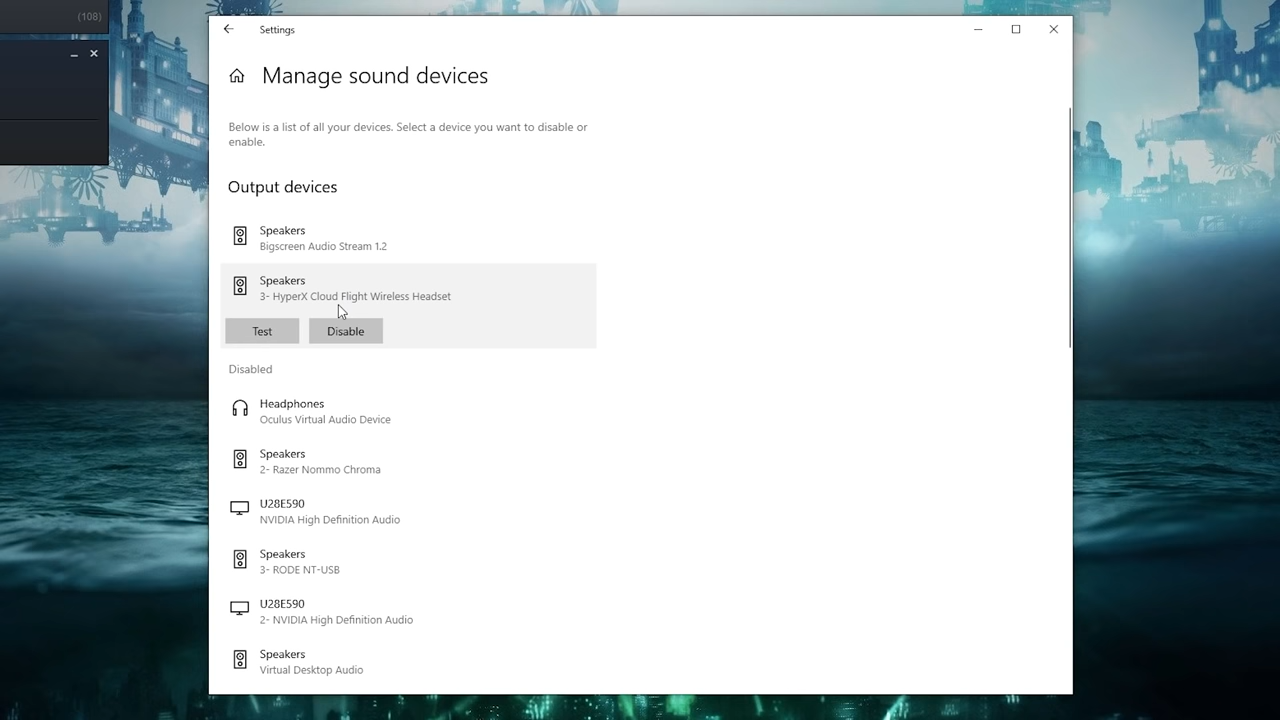 (108)
Settings
Manage sound devices
Below is a list of all your devices. Select a device you want to disable or
enable.
Output devices
Speakers
Bigscreen Audio Stream 1.2
Speakers
3- HyperX Cloud Flight Wireless Headset
Test
Disable
Disabled
Headphones
Oculus Virtual Audio Device
Speakers
2- Razer Nommo Chroma
U28E590
NVIDIA High Definition Audio
Speakers
3- RODE NT-USB
U28E590
2- NVIDIA High Definition Audio
Speakers
Virtual Desktop Audio